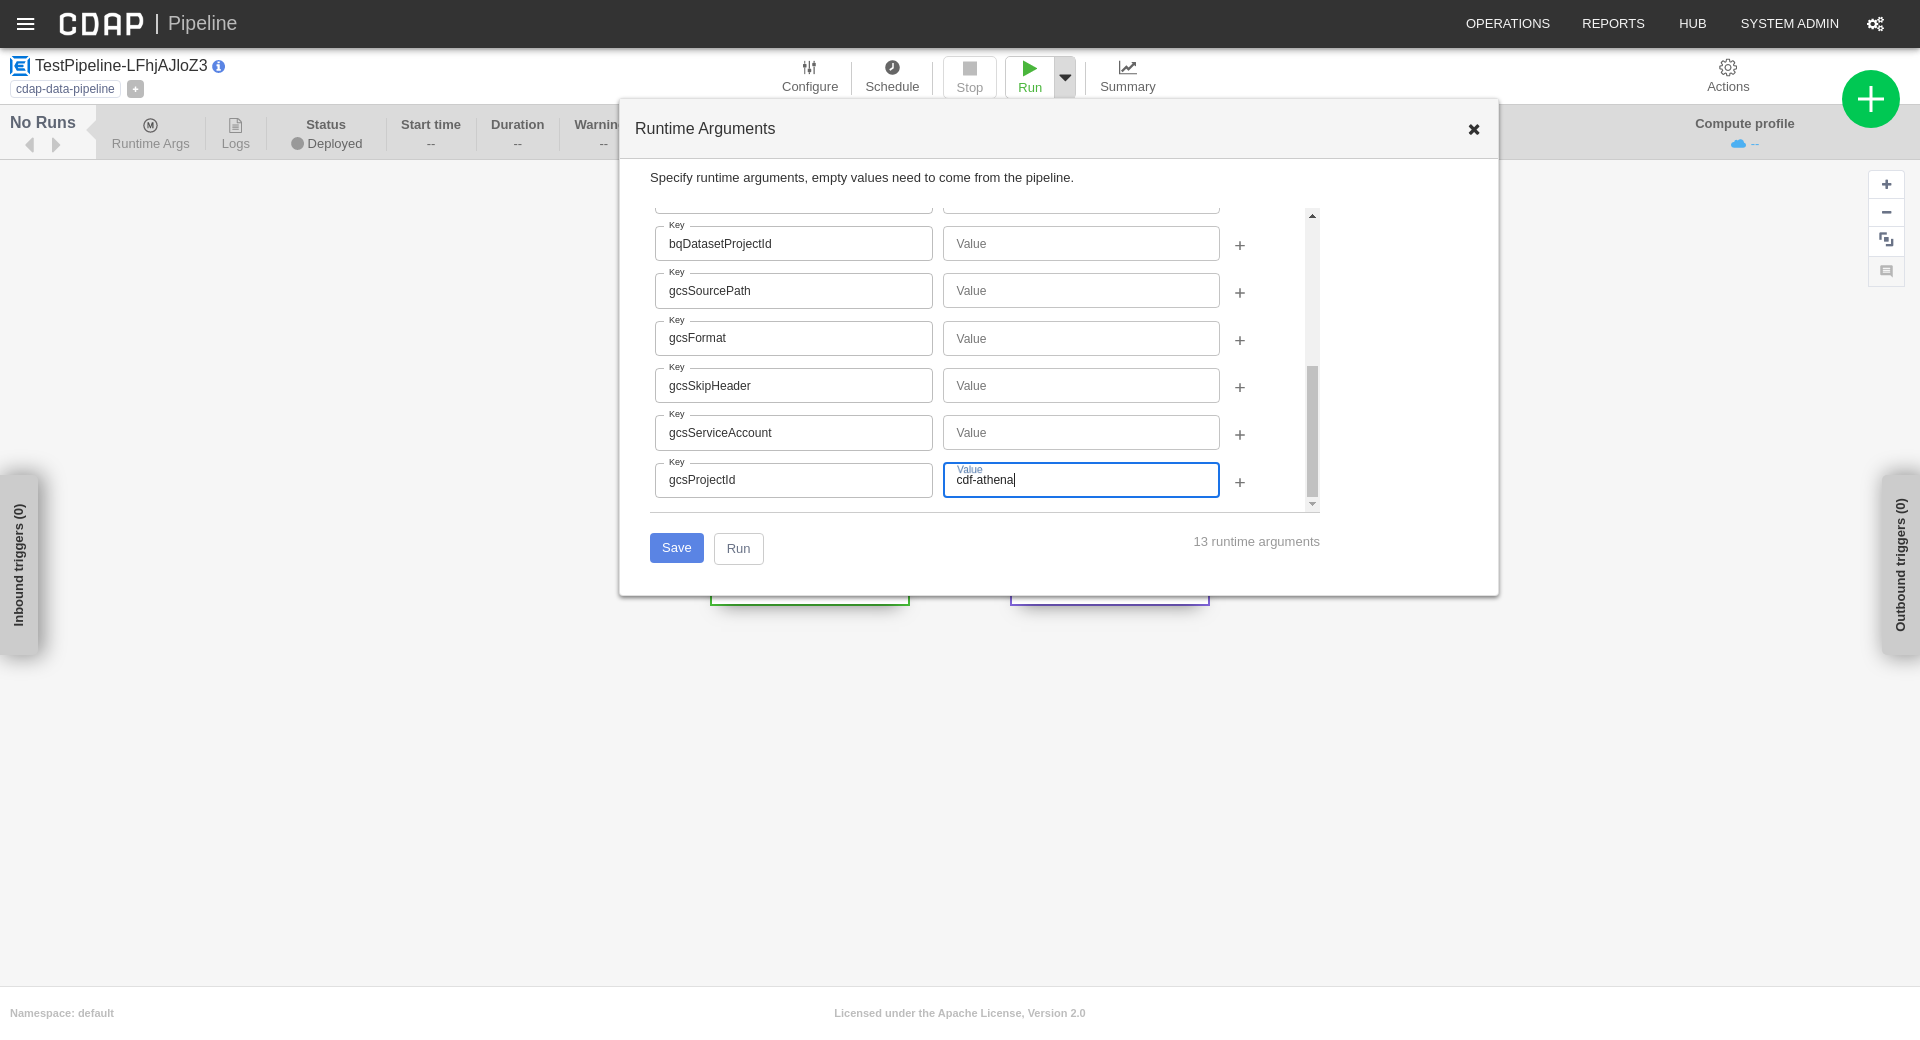 CDAP | Pipeline
OPERATIONS REPORTS HUB SYSTEM ADMIN
TestPipeline-LFhjAJloZ3
cdap-data-pipeline
Configure
Schedule
Stop
Run
Summary
Actions
No Runs
Runtime Args
Logs
Status
Deployed
Start time
--
Duration
--
Warnin
--
Compute profile
--
Runtime Arguments
Specify runtime arguments, empty values need to come from the pipeline.
Key
bqDatasetProjectId
Value
Key
gcsSourcePath
Value
Key
gcsFormat
Value
Key
gcsSkipHeader
Value
Key
gcsServiceAccount
Value
Key
gcsProjectId
Value
cdf-athena
Save
Run
13 runtime arguments
Inbound triggers (0)
Outbound triggers (0)
Namespace: default
Licensed under the Apache License, Version 2.0